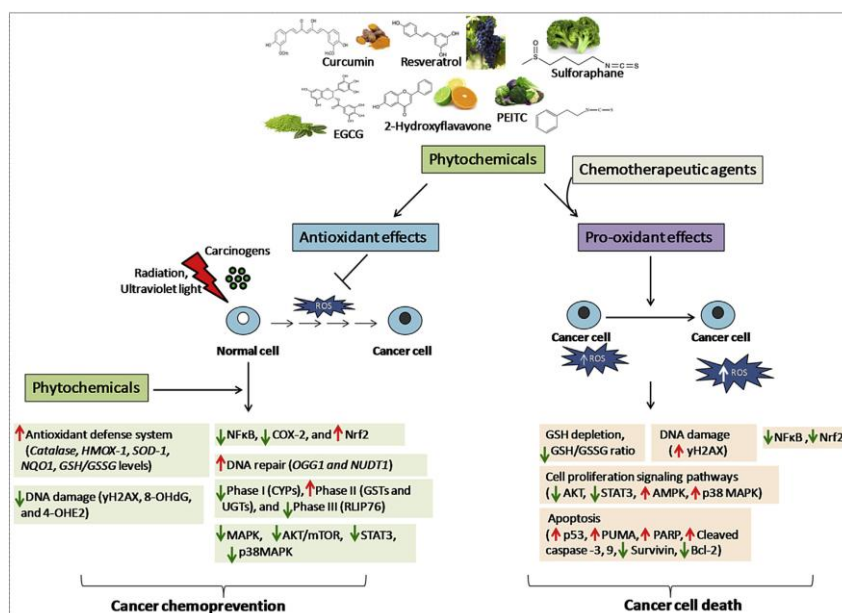 Curcumin
Resveratrol
Sulforaphane
EGCG
2-Hydroxyflavavone
PEITC
Phytochemicals
Chemotherapeutic agents
Antioxidant effects
Pro-oxidant effects
Carcinogens
Radiation,
Ultraviolet light
ROS
Normal cell
Cancer cell
Cancer cell
Cancer cell
↑ROS
↑ROS
Phytochemicals
↑Antioxidant defense system
(Catalase, HMOX-1, SOD-1,
NQO1, GSH/GSSG levels)
↓DNA damage (yH2AX, 8-OHdG,
and 4-OHE2)
↓NFκB, ↓COX-2, and ↑Nrf2
↑DNA repair (OGG1 and NUDT1)
↓Phase I (CYPs), ↑Phase II (GSTs and
UGTs), and ↓Phase III (RLIP76)
↓MAPK, ↓AKT/mTOR, ↓STAT3,
↓p38MAPK
GSH depletion,
↓GSH/GSSG ratio
DNA damage
(↑yH2AX)
↓NFκB, ↓Nrf2
Cell proliferation signaling pathways
(↓AKT, ↓STAT3, ↑AMPK, ↑p38 MAPK)
Apoptosis
(↑p53, ↑PUMA, ↑PARP, ↑Cleaved
caspase -3, 9, ↓Survivin, ↓Bcl-2)
Cancer chemoprevention
Cancer cell death